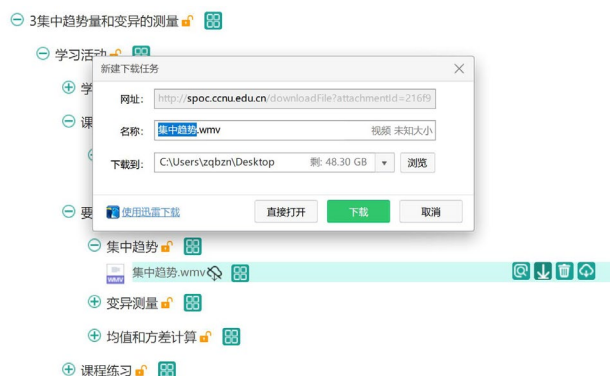 3集中趋势量和变异的测量
学习活动
新建下载任务
学
网址: http://spoc.ccnu.edu.cn/downloadFile?attachmentId=216f9
课
名称: 集中趋势.wmv 视频 未知大小
下载到: C:\Users\zqbzn\Desktop 剩: 48.30 GB 浏览
要
使用迅雷下载 直接打开 下载 取消
集中趋势
WMV 集中趋势.wmv
变异测量
均值和方差计算
课程练习